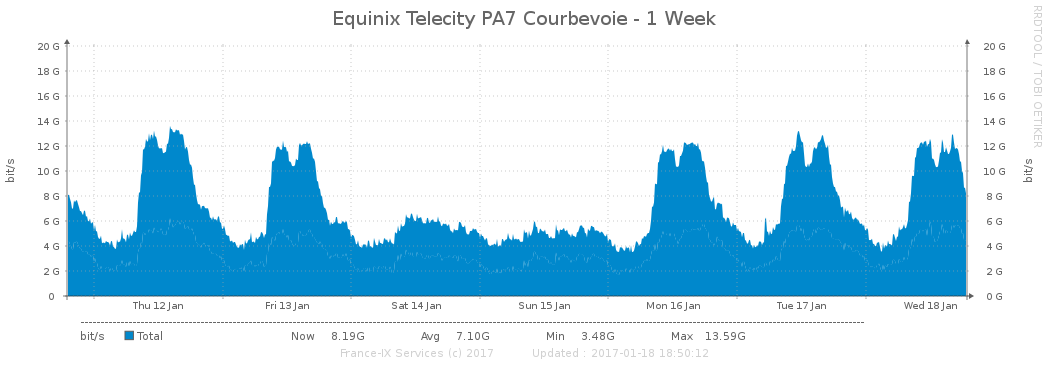 Equinix Telecity PA7 Courbevoie - 1 Week
RRDTOOL / TOBI OETIKER
20 G 20 G
18 G 18 G
16 G 16 G
14 G 14 G
12 G 12 G
10 G 10 G
8 G 8 G
6 G 6 G
4 G 4 G
2 G 2 G
0 0 G
bit/s
bit/s
Thu 12 Jan Fri 13 Jan Sat 14 Jan Sun 15 Jan Mon 16 Jan Tue 17 Jan Wed 18 Jan
bit/s Total Now 8.19G Avg 7.10G Min 3.48G Max 13.59G
France-IX Services (c) 2017 Updated : 2017-01-18 18:50:12